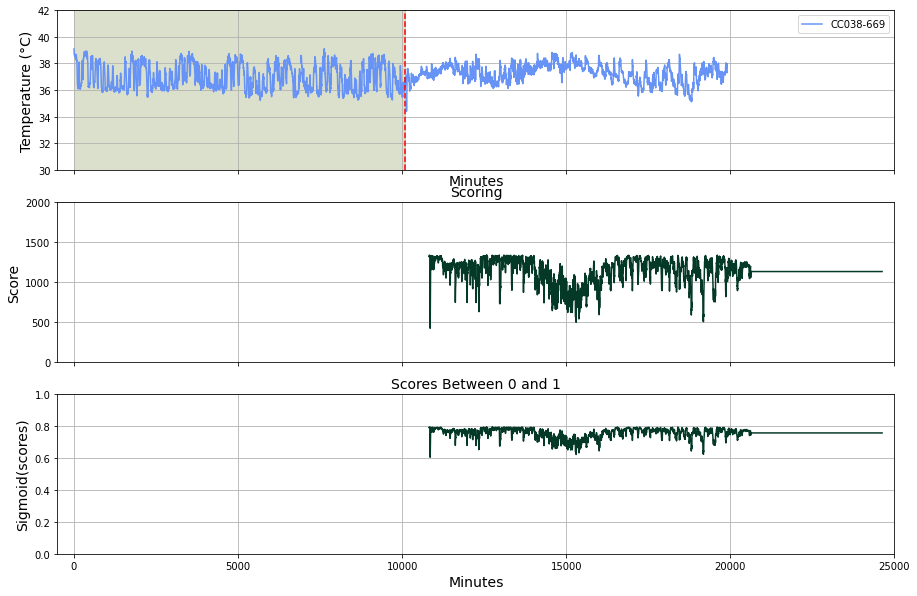 42
40
38
36
34
32
30
Temperature (°C)
CC038-669
Minutes
Scoring
2000
1500
1000
500
0
Score
Scores Between 0 and 1
1.0
0.8
0.6
0.4
0.2
0.0
Sigmoid(scores)
0 5000 10000 15000 20000 25000
Minutes